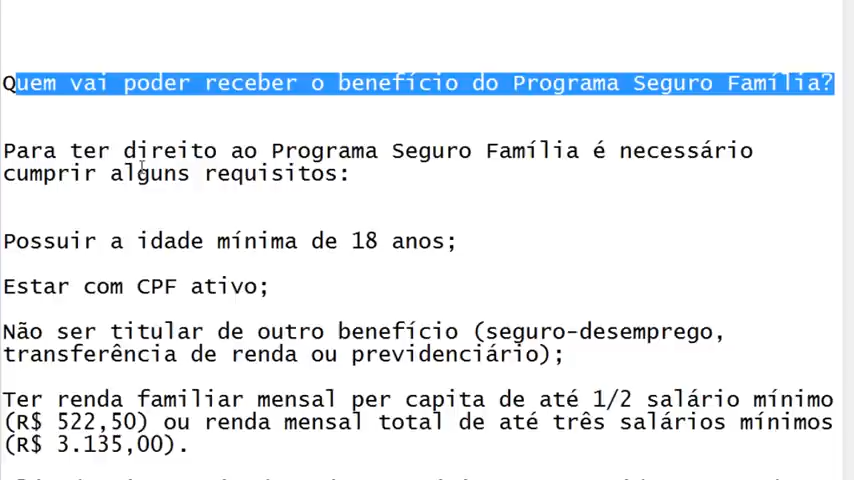 Quem vai poder receber o benefício do Programa Seguro Família?
Para ter direito ao Programa Seguro Família é necessário
cumprir alguns requisitos:
Possuir a idade mínima de 18 anos;
Estar com CPF ativo;
Não ser titular de outro benefício (seguro-desemprego,
transferência de renda ou previdenciário);
Ter renda familiar mensal per capita de até 1/2 salário mínimo
(R$ 522,50) ou renda mensal total de até três salários mínimos
(R$ 3.135,00).